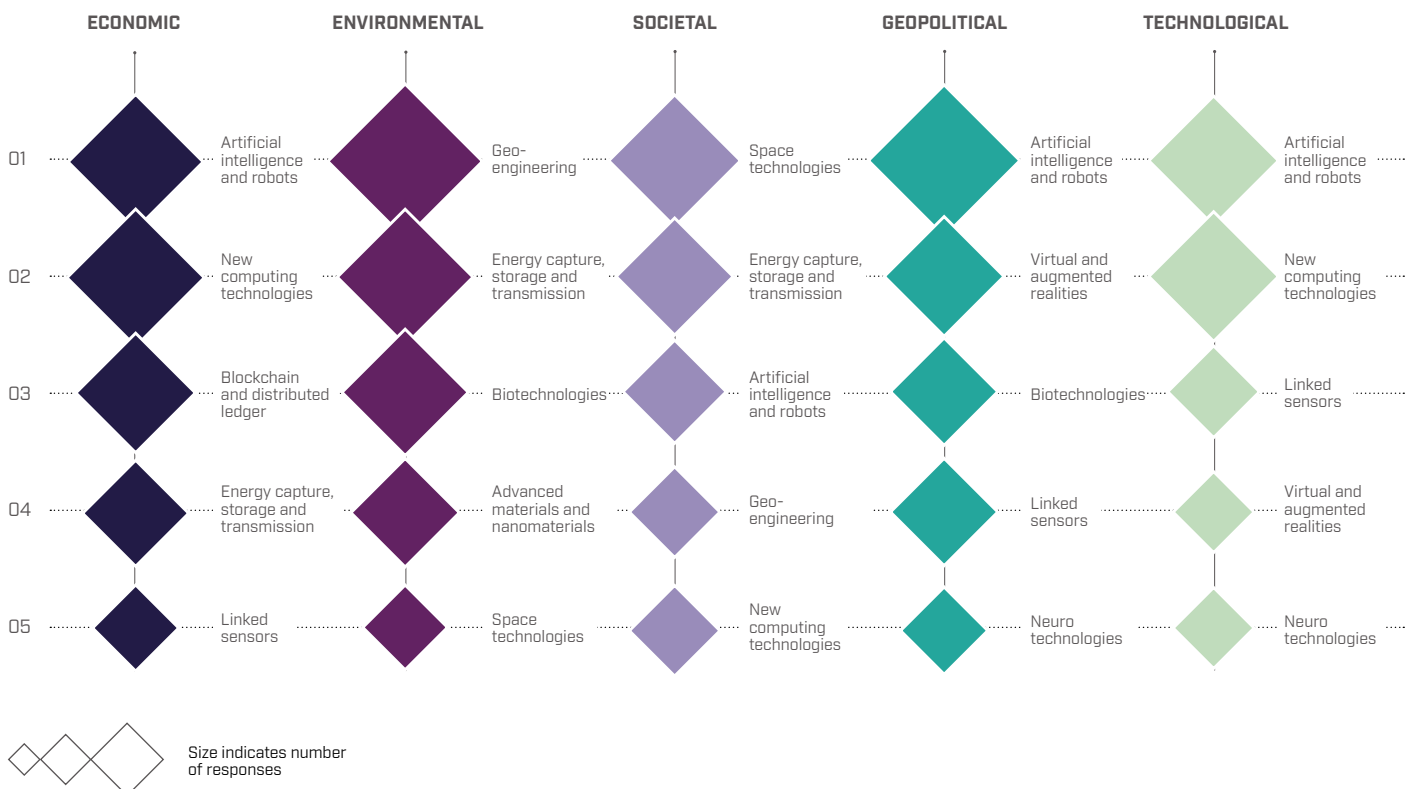 ECONOMIC
ENVIRONMENTAL
SOCIETAL
GEOPOLITICAL
TECHNOLOGICAL
01
Artificial
intelligence
and robots
Geo-
engineering
Space
technologies
Artificial
intelligence
and robots
Artificial
intelligence
and robots
02
New
computing
technologies
Energy capture,
storage and
transmission
Energy capture,
storage and
transmission
Virtual and
augmented
realities
New
computing
technologies
03
Blockchain
and distributed
ledger
Biotechnologies
Artificial
intelligence
and robots
Biotechnologies
Linked
sensors
04
Energy capture,
storage and
transmission
Advanced
materials and
nanomaterials
Geo-
engineering
Linked
sensors
Virtual and
augmented
realities
05
Linked
sensors
Space
technologies
New
computing
technologies
Neuro
technologies
Neuro
technologies
Size indicates number
of responses